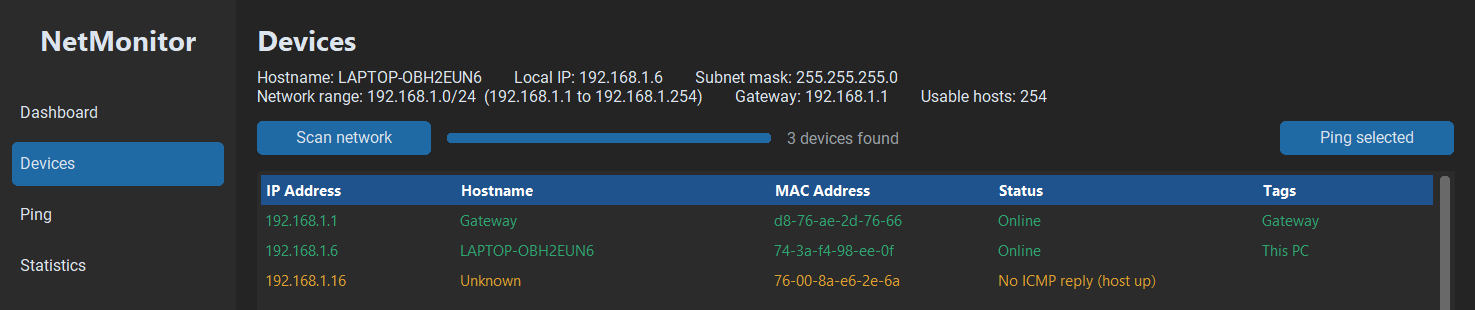 NetMonitor
Dashboard
Devices
Ping
Statistics
Devices
Hostname: LAPTOP-OBH2EUN6 Local IP: 192.168.1.6 Subnet mask: 255.255.255.0
Network range: 192.168.1.0/24 (192.168.1.1 to 192.168.1.254) Gateway: 192.168.1.1 Usable hosts: 254
Scan network 3 devices found Ping selected
IP Address Hostname MAC Address Status Tags
192.168.1.1 Gateway d8-76-ae-2d-76-66 Online Gateway
192.168.1.6 LAPTOP-OBH2EUN6 74-3a-f4-98-ee-0f Online This PC
192.168.1.16 Unknown 76-00-8a-e6-2e-6a No ICMP reply (host up)